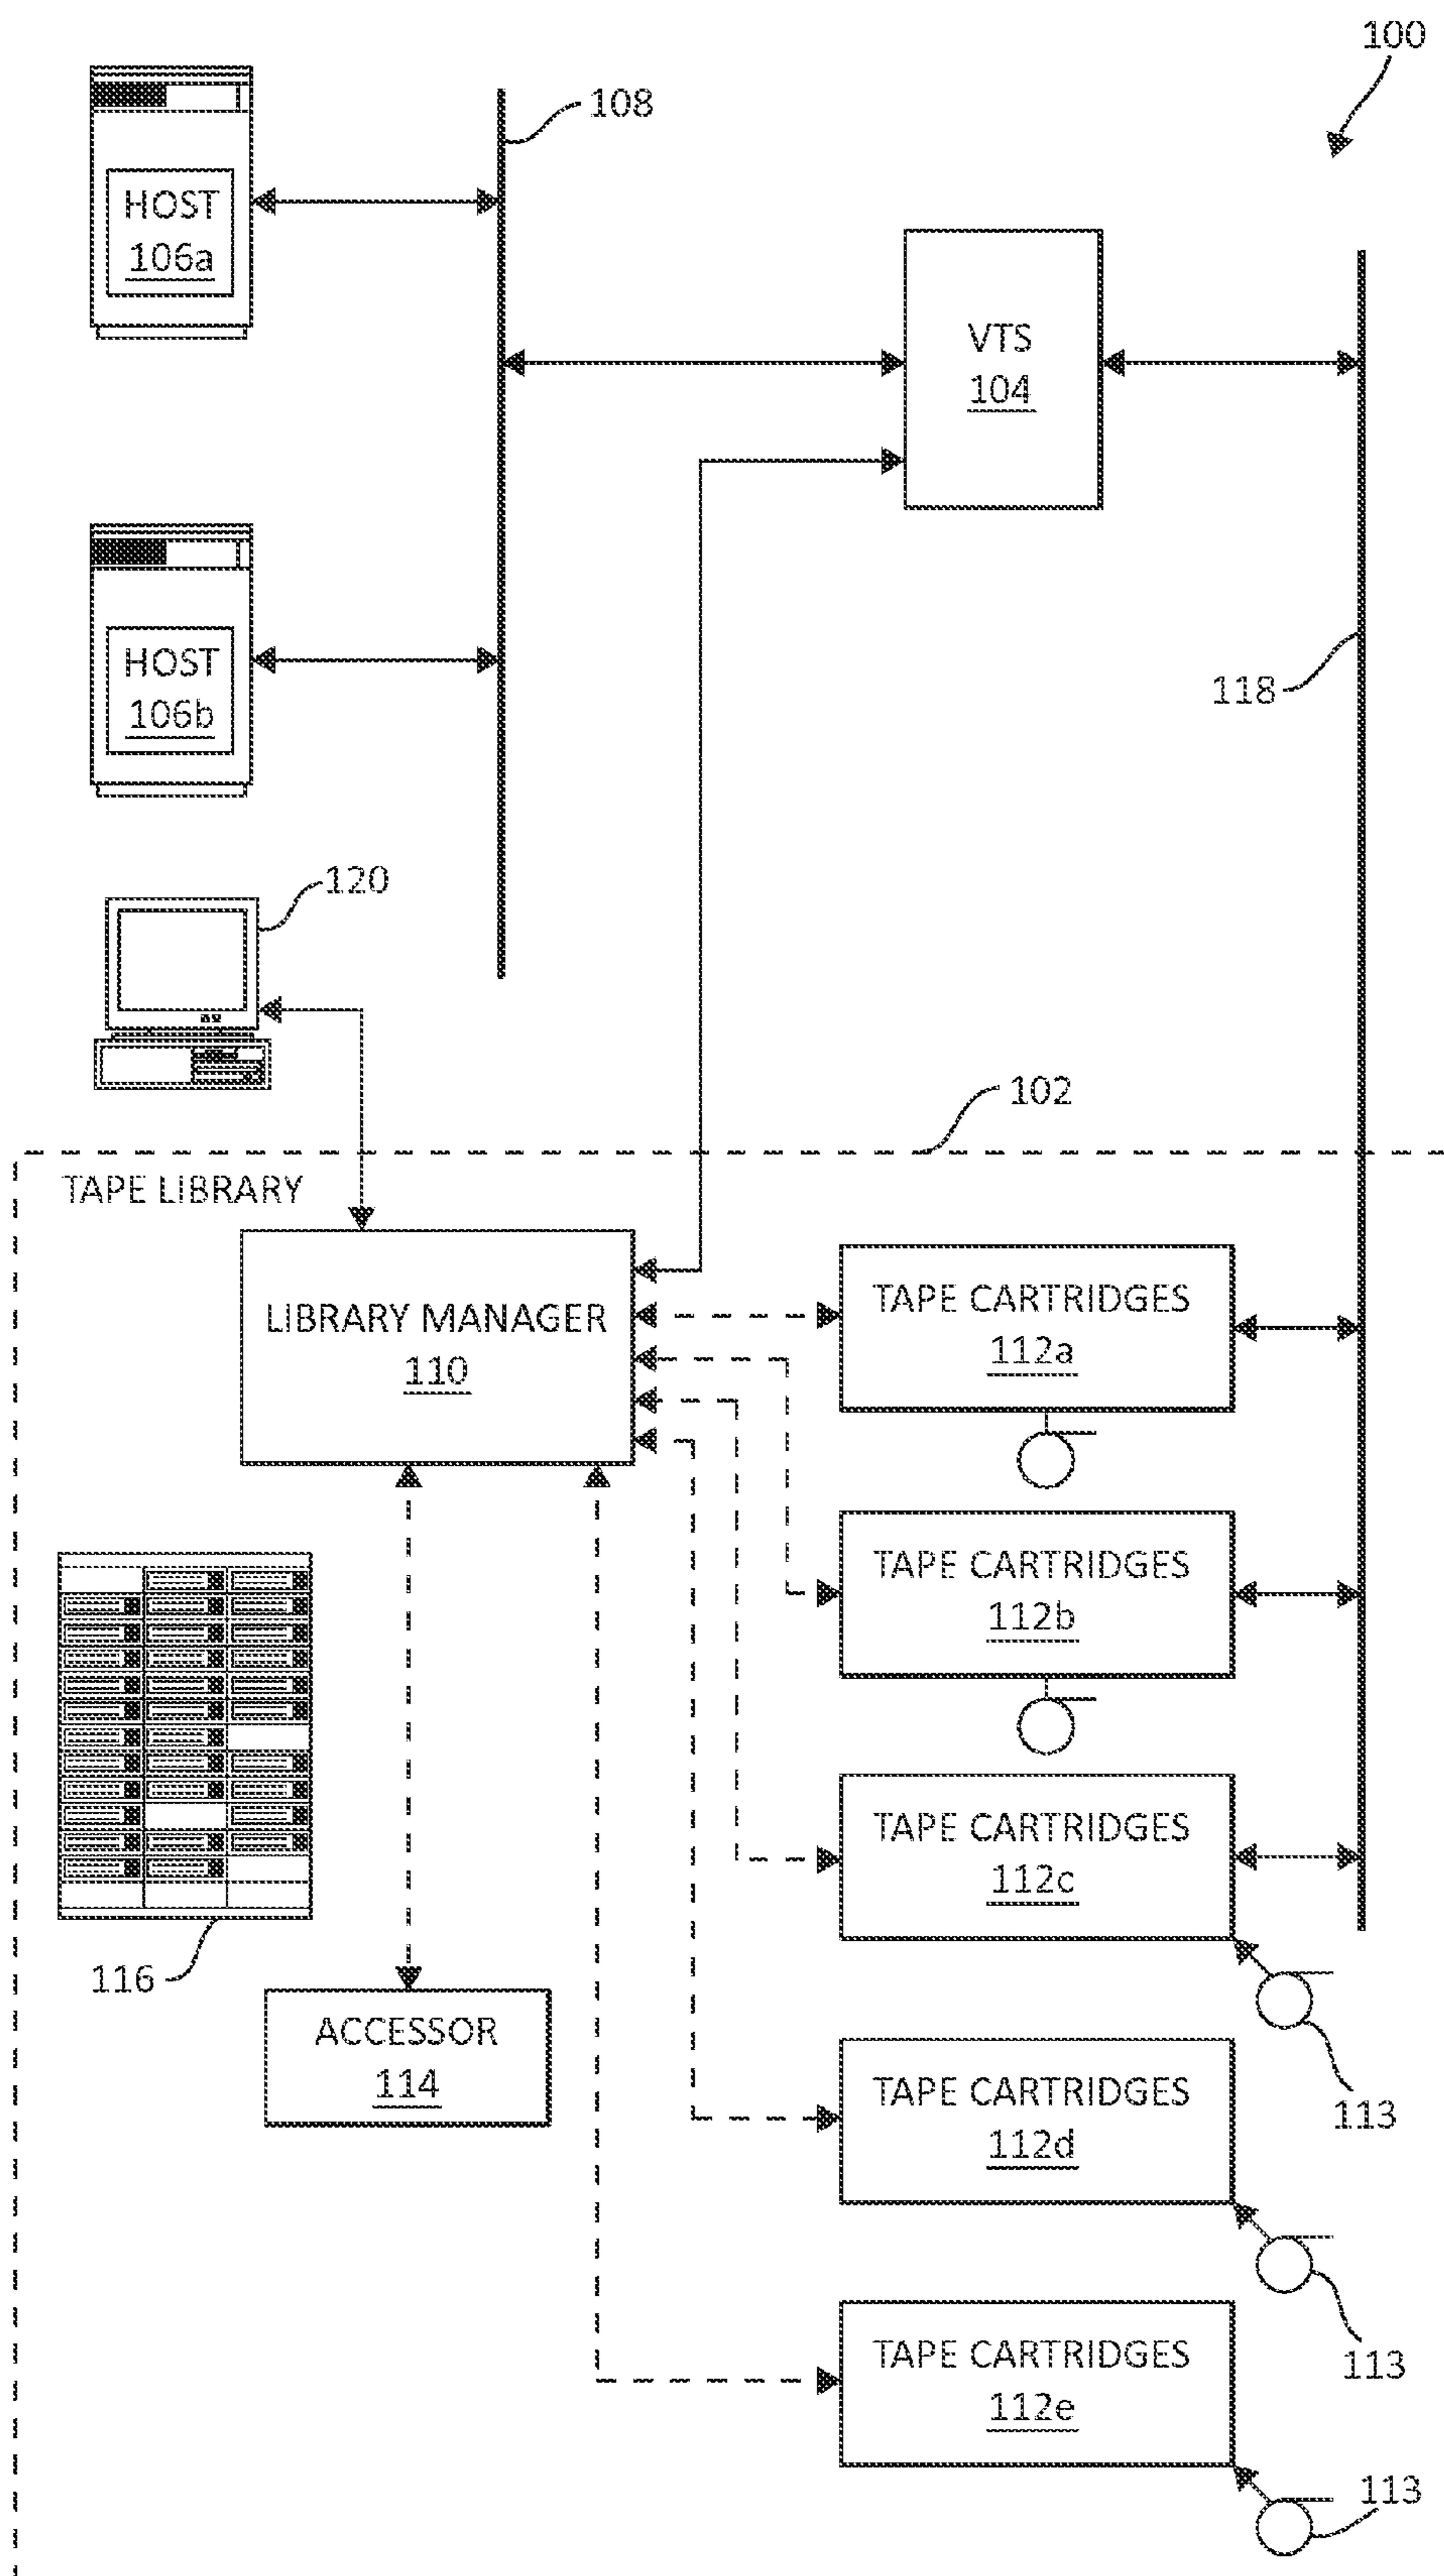 100
108
HOST
106a
VTS
104
HOST
106b
118
120
102
TAPE LIBRARY
LIBRARY MANAGER
110
TAPE CARTRIDGES
112a
TAPE CARTRIDGES
112b
TAPE CARTRIDGES
112c
116
ACCESSOR
114
113
TAPE CARTRIDGES
112d
113
TAPE CARTRIDGES
112e
113